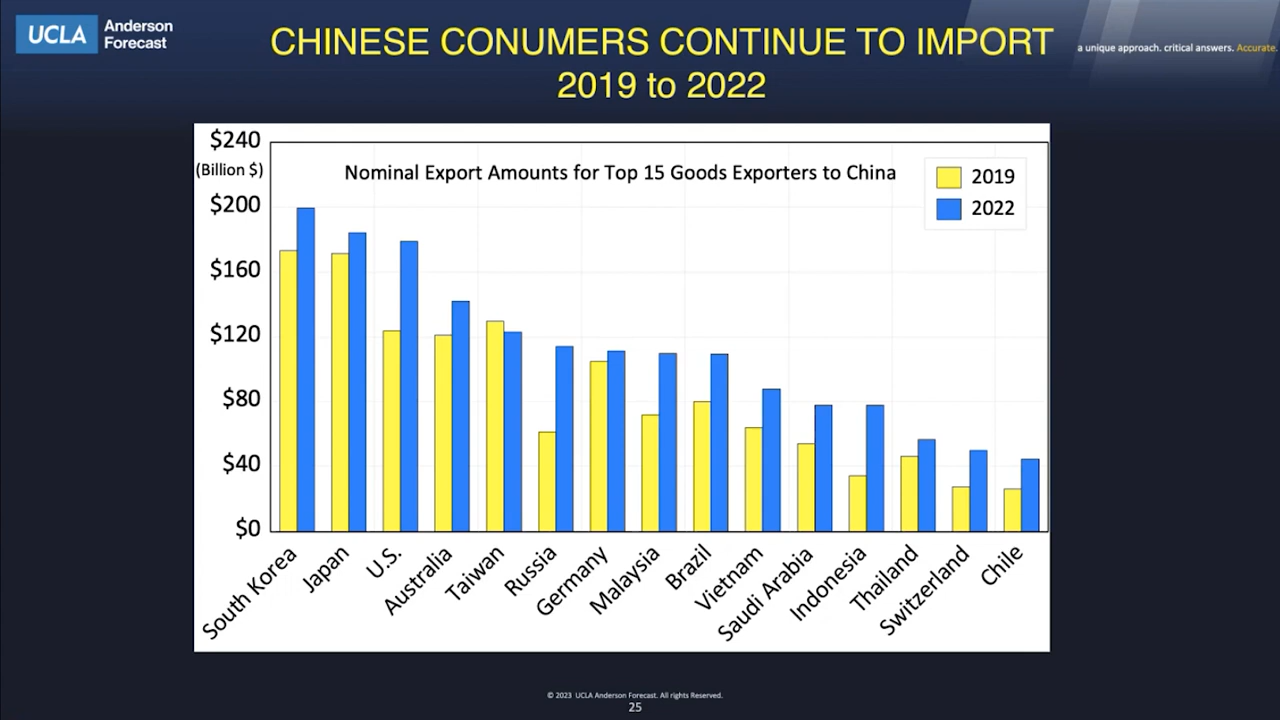 UCLA Anderson
Forecast
CHINESE CONUMERS CONTINUE TO IMPORT
2019 to 2022
a unique approach. critical answers. Accurate.
$240
(Billion $)
$200
$160
$120
$80
$40
$0
Nominal Export Amounts for Top 15 Goods Exporters to China
2019
2022
South Korea
Japan
U.S.
Australia
Taiwan
Russia
Germany
Malaysia
Brazil
Vietnam
Saudi Arabia
Indonesia
Thailand
Switzerland
Chile
© 2023 UCLA Anderson Forecast. All rights Reserved.
25